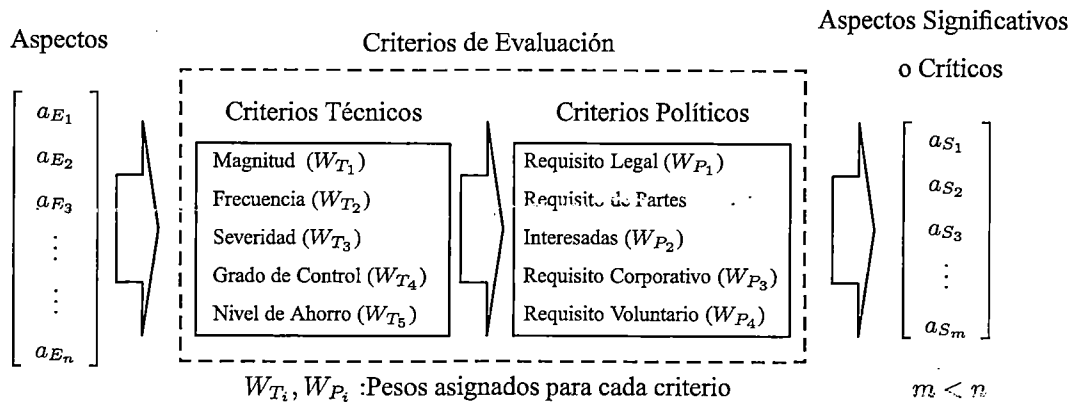 Aspectos
a_{E_1}
a_{E_2}
a_{E_3}
⋮
⋮
a_{E_n}
Criterios de Evaluación
Criterios Técnicos
Magnitud (W_{T_1})
Frecuencia (W_{T_2})
Severidad (W_{T_3})
Grado de Control (W_{T_4})
Nivel de Ahorro (W_{T_5})
Criterios Políticos
Requisito Legal (W_{P_1})
Requisito de Partes
Interesadas (W_{P_2})
Requisito Corporativo (W_{P_3})
Requisito Voluntario (W_{P_4})
W_{T_i}, W_{P_i} :Pesos asignados para cada criterio
Aspectos Significativos
o Críticos
a_{S_1}
a_{S_2}
a_{S_3}
⋮
a_{S_m}
m < n